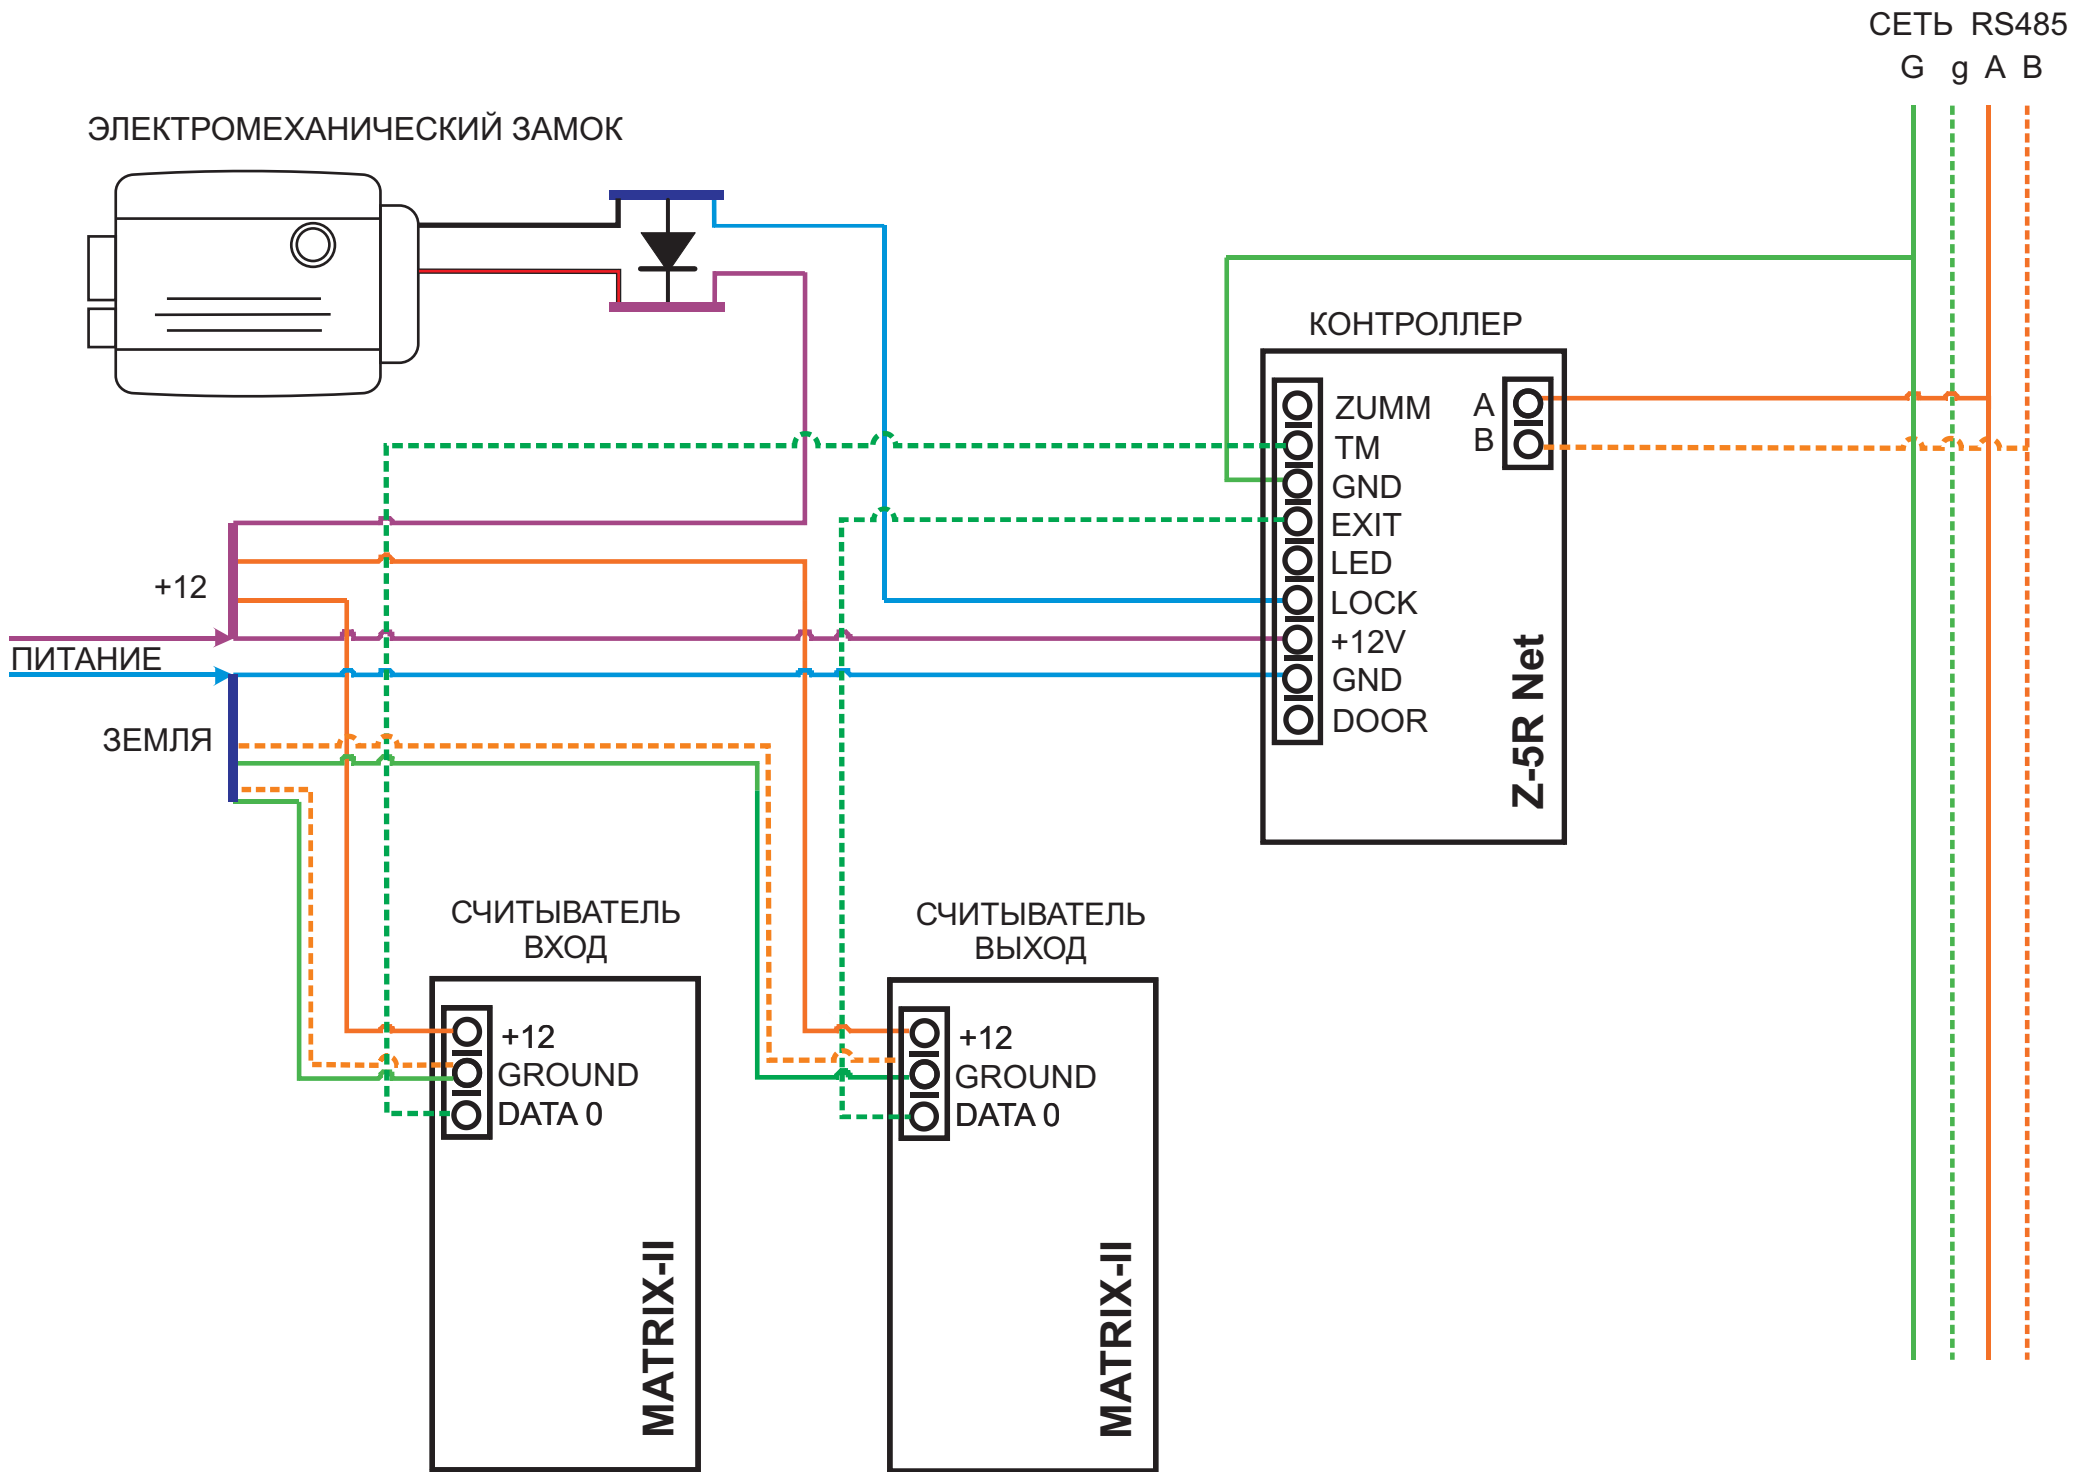 СЕТЬ RS485
G g A B
ЭЛЕКТРОМЕХАНИЧЕСКИЙ ЗАМОК
КОНТРОЛЛЕР
ZUMM
TM
GND
EXIT
LED
LOCK
+12V
GND
DOOR
A
B
Z-5R Net
+12
ПИТАНИЕ
ЗЕМЛЯ
СЧИТЫВАТЕЛЬ
ВХОД
+12
GROUND
DATA 0
MATRIX-II
СЧИТЫВАТЕЛЬ
ВЫХОД
+12
GROUND
DATA 0
MATRIX-II